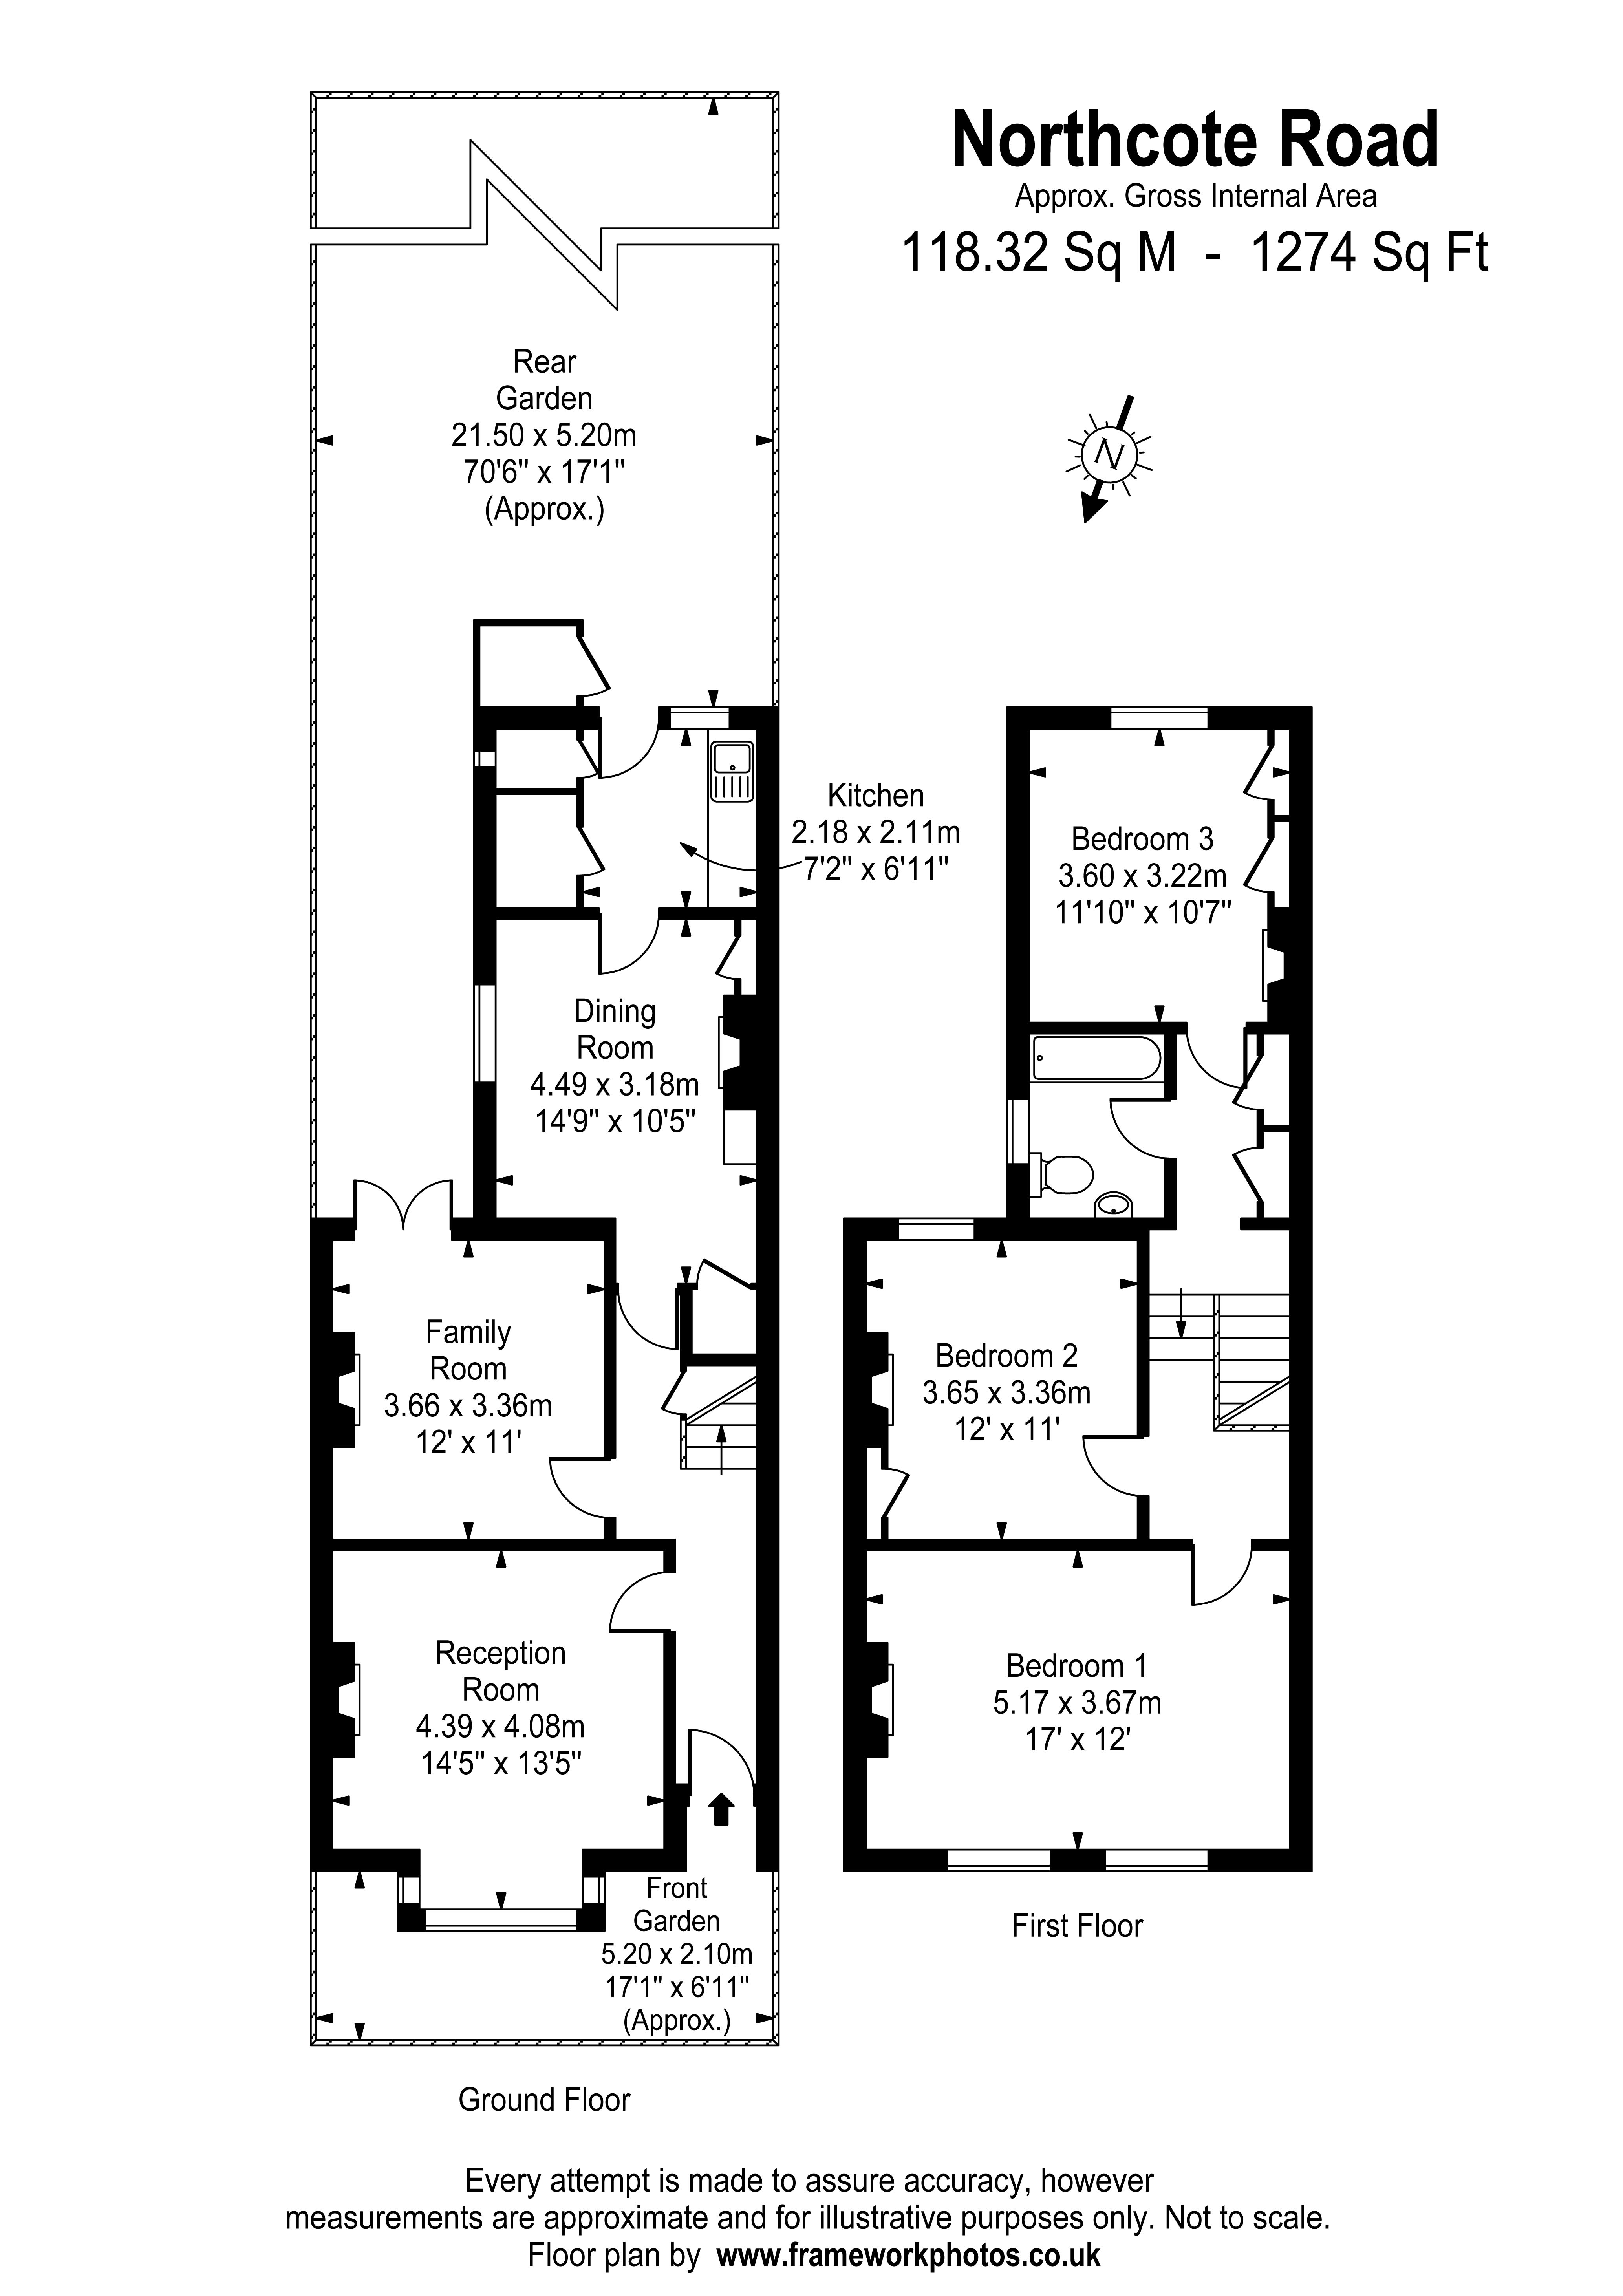 Northcote Road
Approx. Gross Internal Area
118.32 Sq M - 1274 Sq Ft
Rear
Garden
21.50 x 5.20m
70'6" x 17'1"
(Approx.)
N
Kitchen
2.18 x 2.11m
7'2" x 6'11"
Bedroom 3
3.60 x 3.22m
11'10" x 10'7"
Dining
Room
4.49 x 3.18m
14'9" x 10'5"
Family
Room
3.66 x 3.36m
12' x 11'
Bedroom 2
3.65 x 3.36m
12' x 11'
Reception
Room
4.39 x 4.08m
14'5" x 13'5"
Bedroom 1
5.17 x 3.67m
17' x 12'
Front
Garden
5.20 x 2.10m
17'1" x 6'11"
(Approx.)
First Floor
Ground Floor
Every attempt is made to assure accuracy, however
measurements are approximate and for illustrative purposes only. Not to scale.
Floor plan by www.frameworkphotos.co.uk